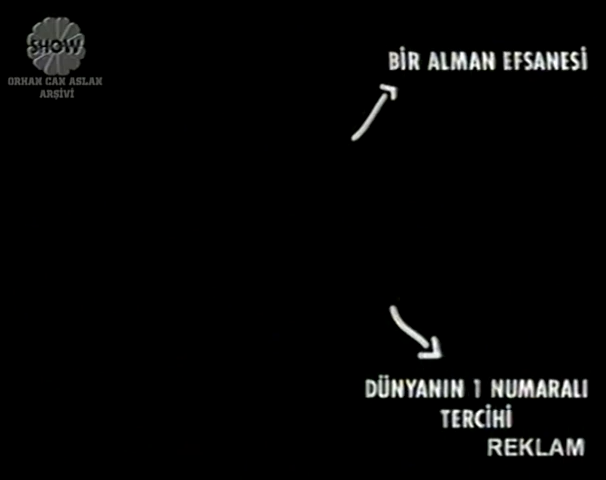 SHOW
ORHAN CAN ASLAN
ARŞİVİ
BİR ALMAN EFSANESİ
DÜNYANIN 1 NUMARALI
TERCİHİ
REKLAM